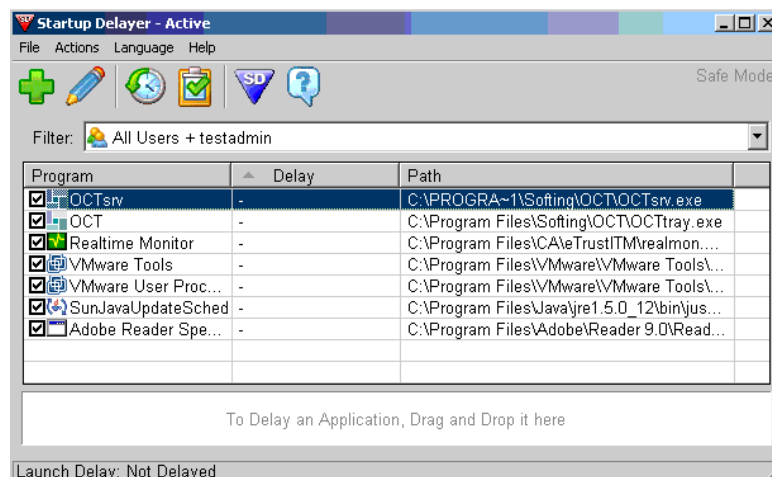 Startup Delayer - Active
File Actions Language Help
SD
Safe Mode
Filter: All Users + testadmin
Program Delay Path
OCTsrv - C:\PROGRA~1\Softing\OCT\OCTsrv.exe
OCT - C:\Program Files\Softing\OCT\OCTtray.exe
Realtime Monitor - C:\Program Files\CA\eTrustITM\realmon....
VMware Tools - C:\Program Files\VMware\VMware Tools\...
VMware User Proc... - C:\Program Files\VMware\VMware Tools\...
SunJavaUpdateSched - C:\Program Files\Java\jre1.5.0_12\bin\jus...
Adobe Reader Spe... - C:\Program Files\Adobe\Reader 9.0\Read...
To Delay an Application, Drag and Drop it here
Launch Delay: Not Delayed